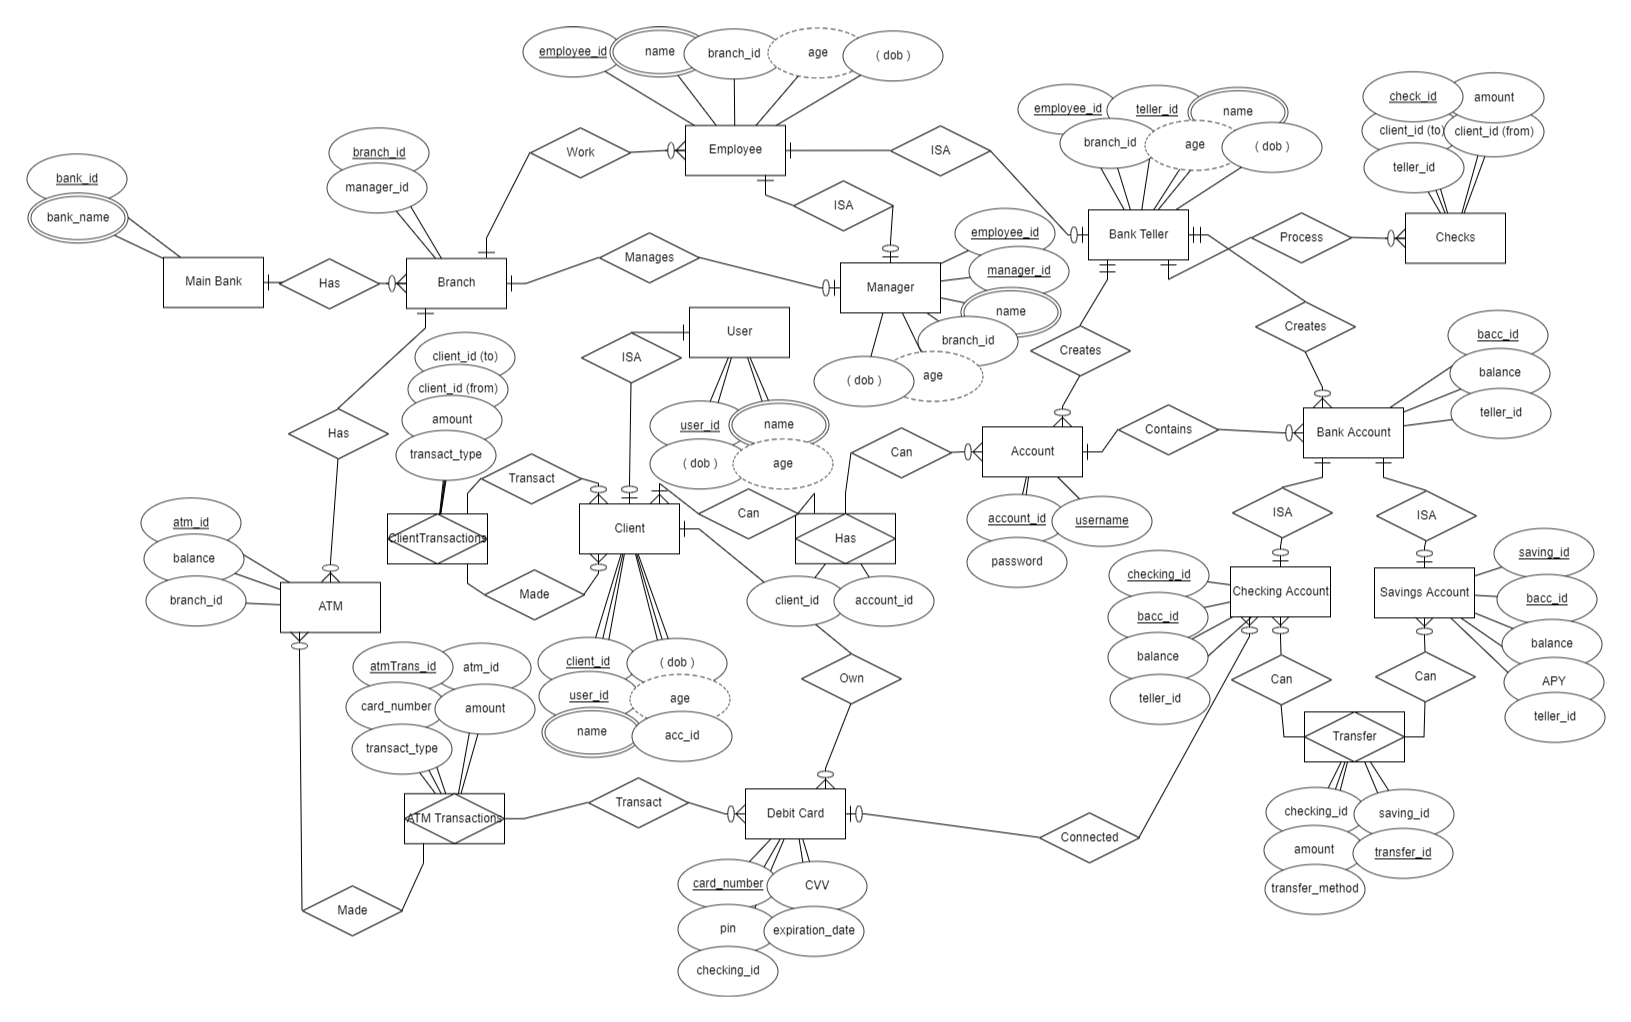 employee_id
name
branch_id
age
( dob )
Employee
Work
ISA
ISA
employee_id
teller_id
name
branch_id
age
( dob )
Bank Teller
check_id
amount
client_id (to)
client_id (from)
teller_id
Checks
Process
bank_id
bank_name
Main Bank
Has
branch_id
manager_id
Branch
Manages
employee_id
manager_id
name
branch_id
age
( dob )
Manager
Creates
Creates
User
ISA
user_id
name
( dob )
age
client_id (to)
client_id (from)
amount
transact_type
ClientTransactions
Transact
Made
Has
Client
Can
Has
client_id
account_id
Can
Account
account_id
username
password
Contains
bacc_id
balance
teller_id
Bank Account
ISA
ISA
atm_id
balance
branch_id
ATM
checking_id
bacc_id
balance
teller_id
Checking Account
saving_id
bacc_id
balance
APY
teller_id
Savings Account
Can
Can
Transfer
checking_id
saving_id
amount
transfer_id
transfer_method
client_id
( dob )
user_id
age
name
acc_id
Own
atmTrans_id
atm_id
card_number
amount
transact_type
ATM Transactions
Transact
Debit Card
Connected
Made
card_number
CVV
pin
expiration_date
checking_id